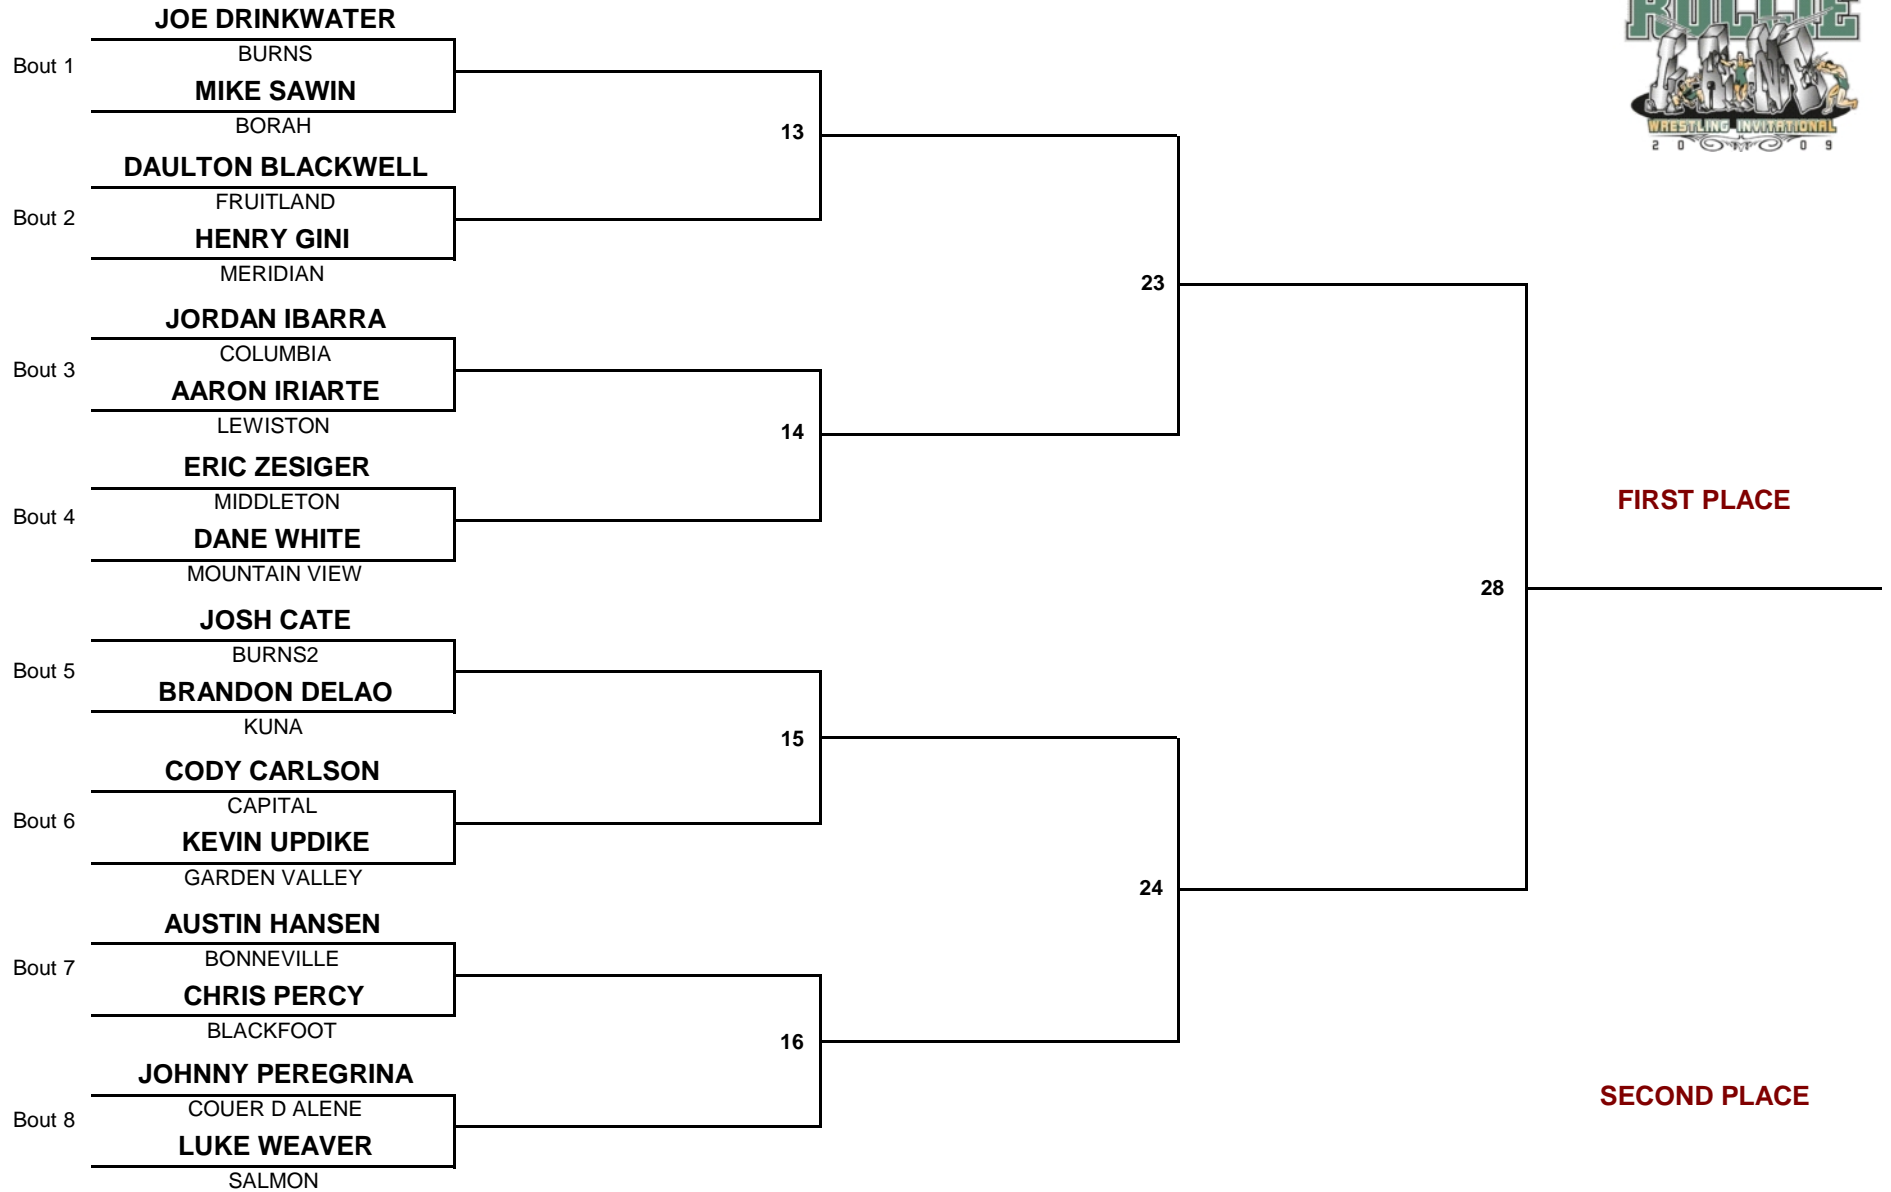 JOE DRINKWATER
Bout 1
BURNS
MIKE SAWIN
BORAH
DAULTON BLACKWELL
Bout 2
FRUITLAND
HENRY GINI
MERIDIAN
JORDAN IBARRA
Bout 3
COLUMBIA
AARON IRIARTE
LEWISTON
ERIC ZESIGER
Bout 4
MIDDLETON
DANE WHITE
MOUNTAIN VIEW
JOSH CATE
Bout 5
BURNS2
BRANDON DELAO
KUNA
CODY CARLSON
Bout 6
CAPITAL
KEVIN UPDIKE
GARDEN VALLEY
AUSTIN HANSEN
Bout 7
BONNEVILLE
CHRIS PERCY
BLACKFOOT
JOHNNY PEREGRINA
Bout 8
COUER D ALENE
LUKE WEAVER
SALMON
13
14
15
16
23
24
28
ROLLIE
LANE
WRESTLING INVITATIONAL
2009
FIRST PLACE
SECOND PLACE